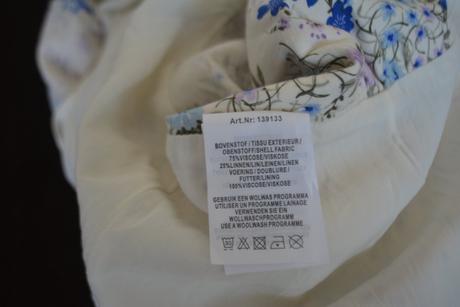 Art.Nr: 139133
BOVENSTOF / TISSU EXTERIEUR /
OBENSTOFF/SHELL FABRIC
75%VISCOSE/VISKOSE
25%LINNEN/LIN/LEINEN/LINEN
VOERING / DOUBLURE /
FUTTER/LINING
100%VISCOSE/VISKOSE
GEBRUIK EEN WOLWAS PROGRAMMA
UTILISER UN PROGRAMME LAINAGE
VERWENDEN SIE EIN
WOLLWASCHPROGRAMM
USE A WOOLWASH PROGRAMME
30